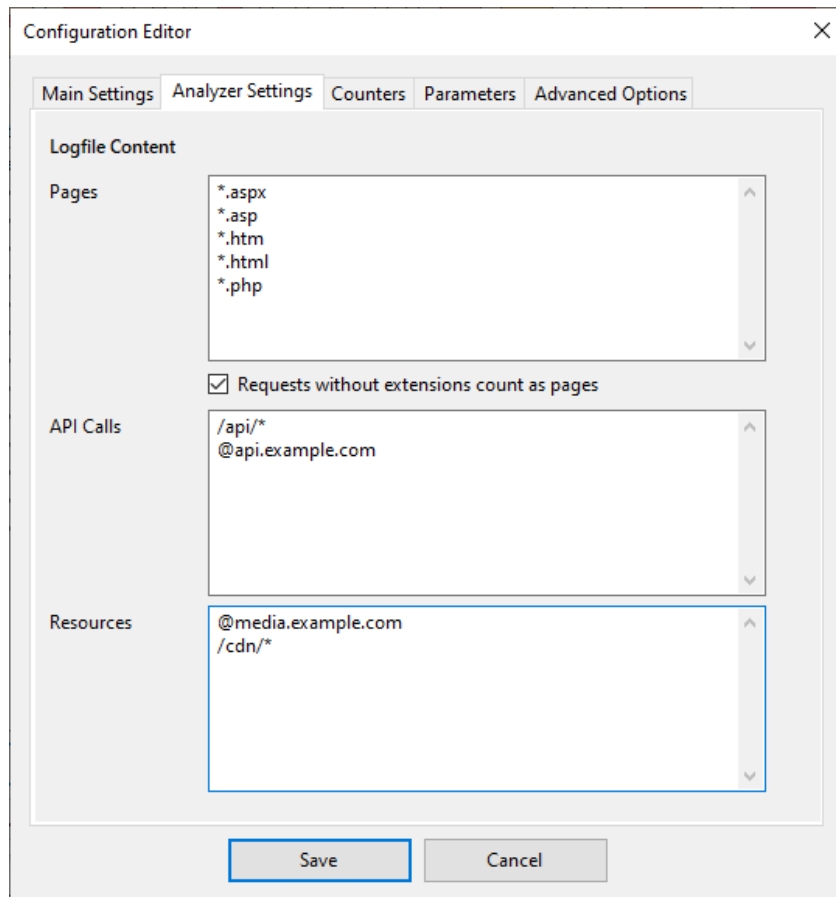 Configuration Editor
Main Settings Analyzer Settings Counters Parameters Advanced Options
Logfile Content
Pages
*.aspx
*.asp
*.htm
*.html
*.php
Requests without extensions count as pages
API Calls
/api/*
@api.example.com
Resources
@media.example.com
/cdn/*
Save Cancel